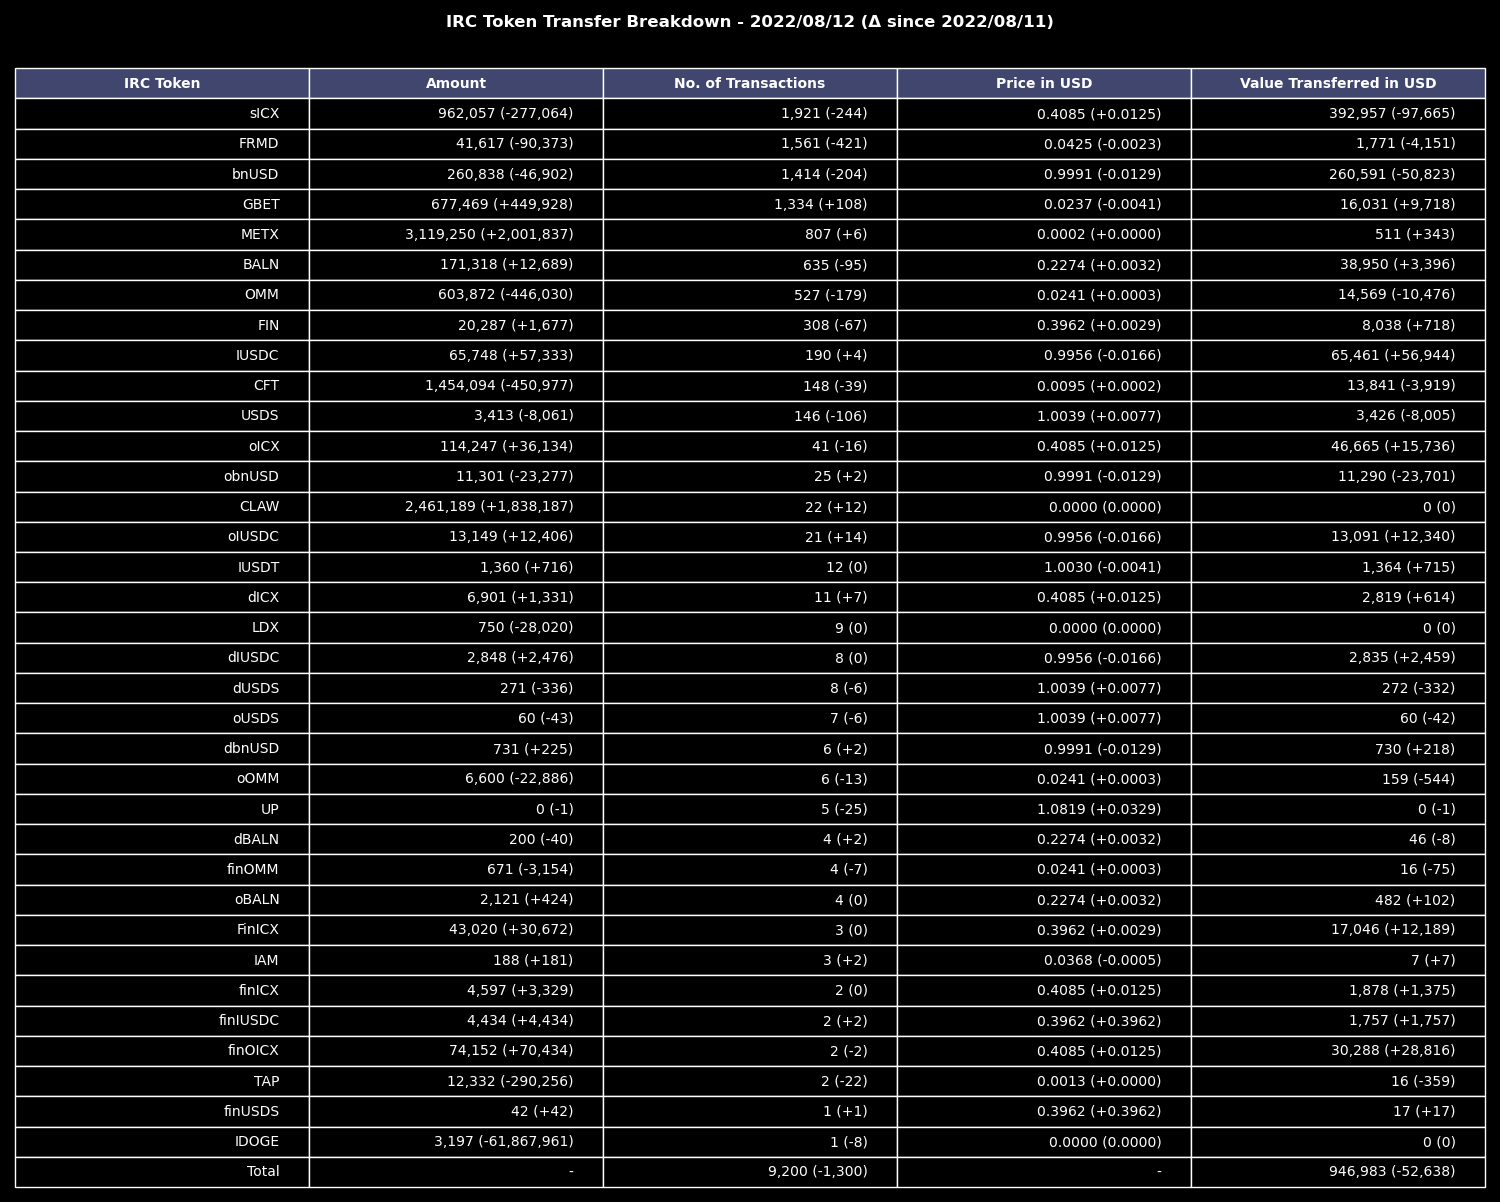 IRC Token Transfer Breakdown - 2022/08/12 (Δ since 2022/08/11)
IRC Token Amount No. of Transactions Price in USD Value Transferred in USD
sICX 962,057 (-277,064) 1,921 (-244) 0.4085 (+0.0125) 392,957 (-97,665)
FRMD 41,617 (-90,373) 1,561 (-421) 0.0425 (-0.0023) 1,771 (-4,151)
bnUSD 260,838 (-46,902) 1,414 (-204) 0.9991 (-0.0129) 260,591 (-50,823)
GBET 677,469 (+449,928) 1,334 (+108) 0.0237 (-0.0041) 16,031 (+9,718)
METX 3,119,250 (+2,001,837) 807 (+6) 0.0002 (+0.0000) 511 (+343)
BALN 171,318 (+12,689) 635 (-95) 0.2274 (+0.0032) 38,950 (+3,396)
OMM 603,872 (-446,030) 527 (-179) 0.0241 (+0.0003) 14,569 (-10,476)
FIN 20,287 (+1,677) 308 (-67) 0.3962 (+0.0029) 8,038 (+718)
IUSDC 65,748 (+57,333) 190 (+4) 0.9956 (-0.0166) 65,461 (+56,944)
CFT 1,454,094 (-450,977) 148 (-39) 0.0095 (+0.0002) 13,841 (-3,919)
USDS 3,413 (-8,061) 146 (-106) 1.0039 (+0.0077) 3,426 (-8,005)
oICX 114,247 (+36,134) 41 (-16) 0.4085 (+0.0125) 46,665 (+15,736)
obnUSD 11,301 (-23,277) 25 (+2) 0.9991 (-0.0129) 11,290 (-23,701)
CLAW 2,461,189 (+1,838,187) 22 (+12) 0.0000 (0.0000) 0 (0)
oIUSDC 13,149 (+12,406) 21 (+14) 0.9956 (-0.0166) 13,091 (+12,340)
IUSDT 1,360 (+716) 12 (0) 1.0030 (-0.0041) 1,364 (+715)
dICX 6,901 (+1,331) 11 (+7) 0.4085 (+0.0125) 2,819 (+614)
LDX 750 (-28,020) 9 (0) 0.0000 (0.0000) 0 (0)
dIUSDC 2,848 (+2,476) 8 (0) 0.9956 (-0.0166) 2,835 (+2,459)
dUSDS 271 (-336) 8 (-6) 1.0039 (+0.0077) 272 (-332)
oUSDS 60 (-43) 7 (-6) 1.0039 (+0.0077) 60 (-42)
dbnUSD 731 (+225) 6 (+2) 0.9991 (-0.0129) 730 (+218)
oOMM 6,600 (-22,886) 6 (-13) 0.0241 (+0.0003) 159 (-544)
UP 0 (-1) 5 (-25) 1.0819 (+0.0329) 0 (-1)
dBALN 200 (-40) 4 (+2) 0.2274 (+0.0032) 46 (-8)
finOMM 671 (-3,154) 4 (-7) 0.0241 (+0.0003) 16 (-75)
oBALN 2,121 (+424) 4 (0) 0.2274 (+0.0032) 482 (+102)
FinICX 43,020 (+30,672) 3 (0) 0.3962 (+0.0029) 17,046 (+12,189)
IAM 188 (+181) 3 (+2) 0.0368 (-0.0005) 7 (+7)
finICX 4,597 (+3,329) 2 (0) 0.4085 (+0.0125) 1,878 (+1,375)
finIUSDC 4,434 (+4,434) 2 (+2) 0.3962 (+0.3962) 1,757 (+1,757)
finOICX 74,152 (+70,434) 2 (-2) 0.4085 (+0.0125) 30,288 (+28,816)
TAP 12,332 (-290,256) 2 (-22) 0.0013 (+0.0000) 16 (-359)
finUSDS 42 (+42) 1 (+1) 0.3962 (+0.3962) 17 (+17)
IDOGE 3,197 (-61,867,961) 1 (-8) 0.0000 (0.0000) 0 (0)
Total - 9,200 (-1,300) - 946,983 (-52,638)